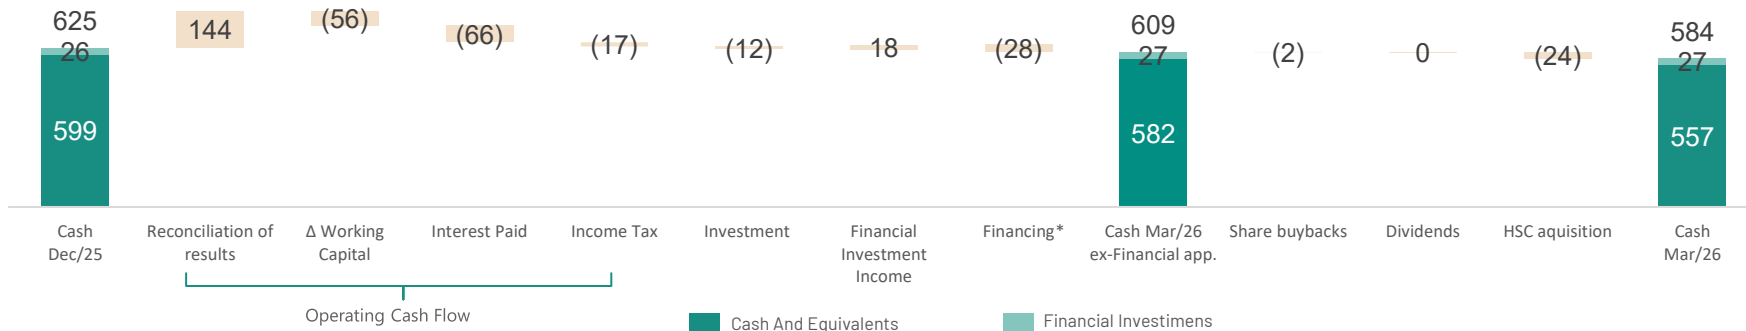 625
26
599
144
(56)
(66)
(17)
(12)
18
(28)
609
27
582
(2)
0
(24)
584
27
557
Cash
Dec/25
Reconciliation of
results
Δ Working
Capital
Interest Paid
Income Tax
Investment
Financial
Investment
Income
Financing*
Cash Mar/26
ex-Financial app.
Share buybacks
Dividends
HSC aquisition
Cash
Mar/26
Operating Cash Flow
Cash And Equivalents
Financial Investimens